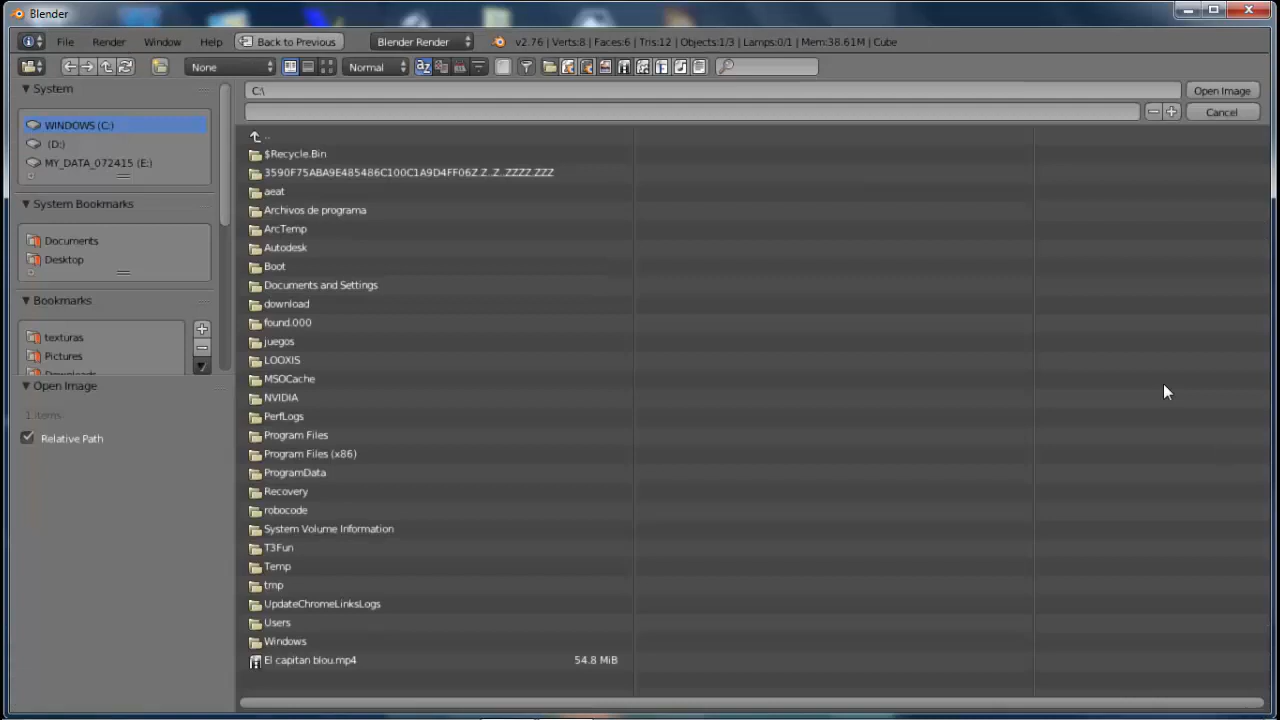 Blender
File Render Window Help Back to Previous Blender Render v2.76 | Verts:8 | Faces:6 | Tris:12 | Objects:1/3 | Lamps:0/1 | Mem:38.61M | Cube
None Normal
System
C:\ Open Image
Cancel
WINDOWS (C:)
(D:)
MY_DATA_072415 (E:)
System Bookmarks
Documents
Desktop
Bookmarks
texturas
Pictures
Downloads
Open Image
1 items
Relative Path
..
$Recycle.Bin
3590F75ABA9E485486C100C1A9D4FF06Z.Z..Z..ZZZZ.ZZZ
aeat
Archivos de programa
ArcTemp
Autodesk
Boot
Documents and Settings
download
found.000
juegos
LOOXIS
MSOCache
NVIDIA
PerfLogs
Program Files
Program Files (x86)
ProgramData
Recovery
robocode
System Volume Information
T3Fun
Temp
tmp
UpdateChromeLinksLogs
Users
Windows
El capitan blou.mp4 54.8 MiB